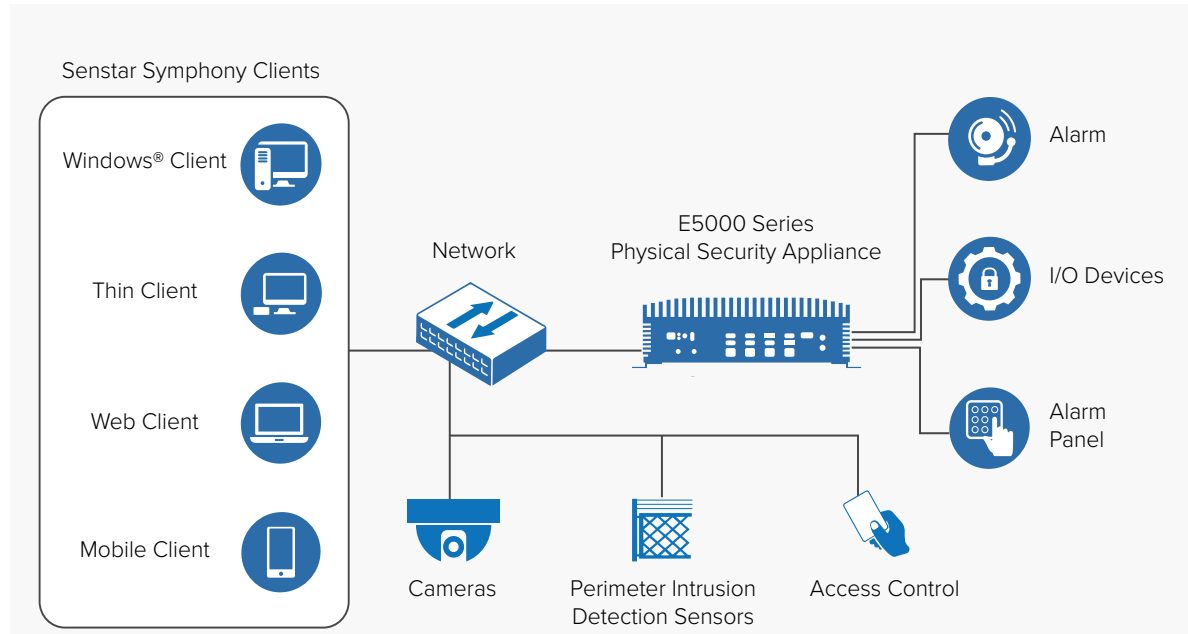 Senstar Symphony Clients
Windows® Client
Thin Client
Web Client
Mobile Client
Network
E5000 Series
Physical Security Appliance
Alarm
I/O Devices
Alarm
Panel
Cameras
Perimeter Intrusion
Detection Sensors
Access Control